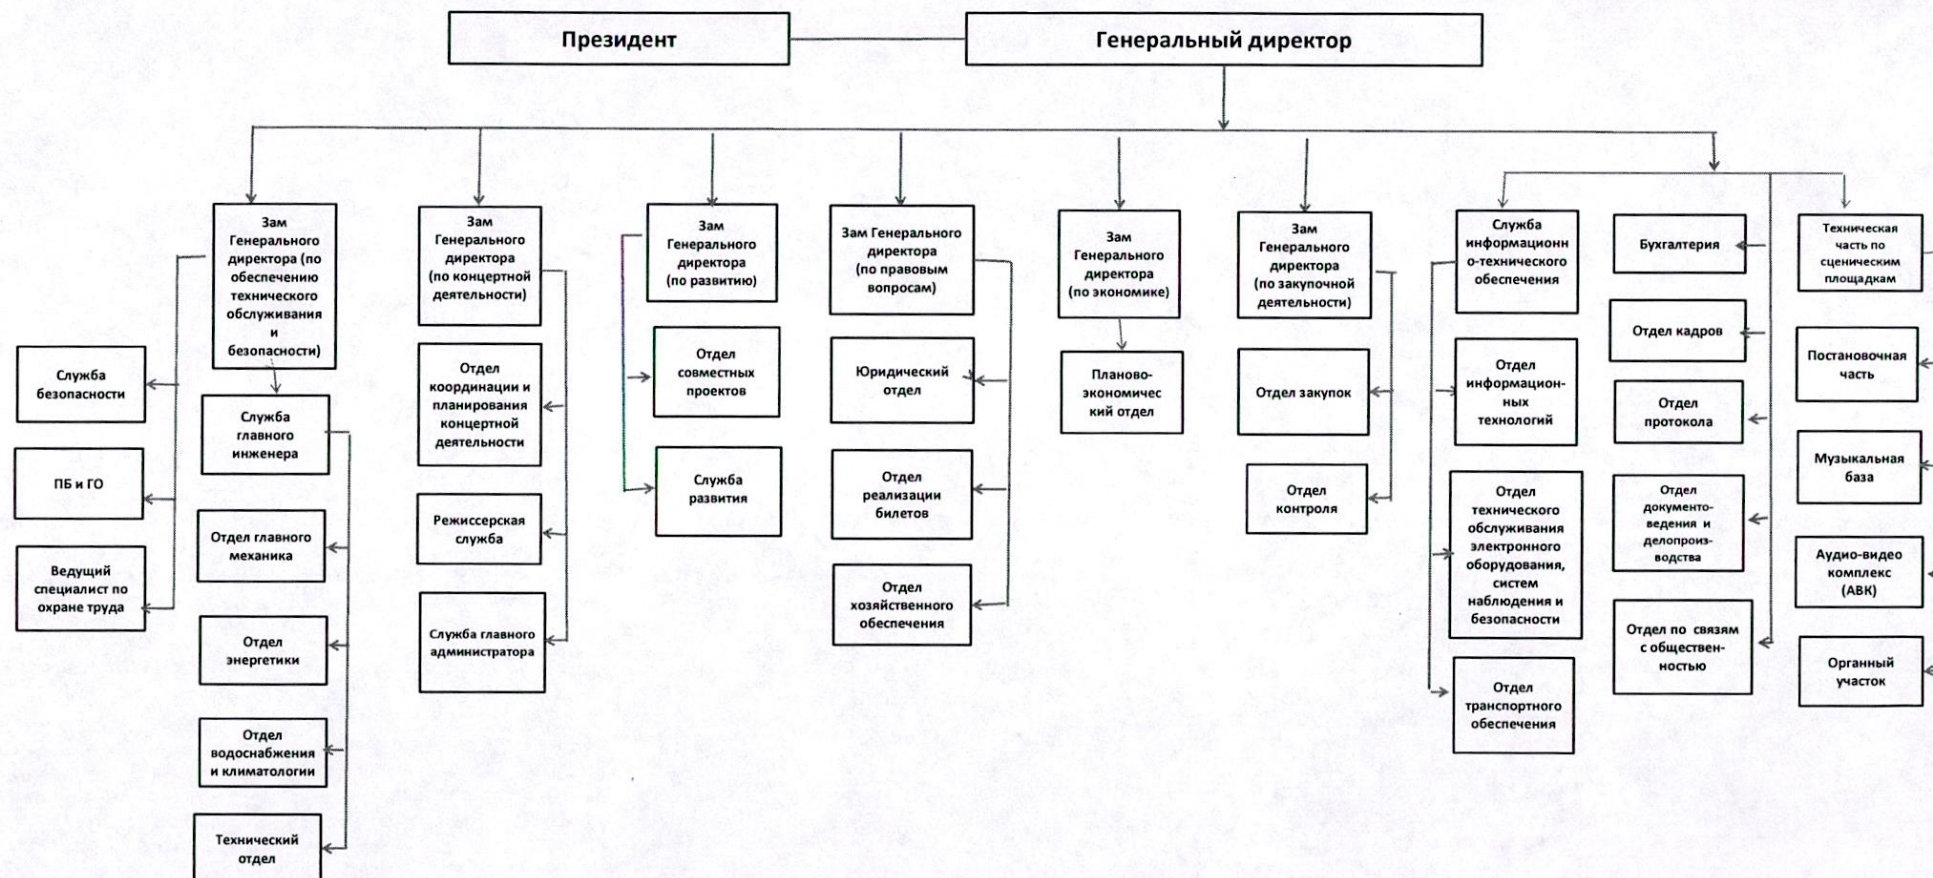 Президент
Генеральный директор
Зам
Генерального
директора (по
обеспечению
технического
обслуживания
и
безопасности)
Служба
безопасности
ПБ и ГО
Ведущий
специалист по
охране труда
Служба
главного
инженера
Отдел главного
механика
Отдел
энергетики
Отдел
водоснабжения
и климатологии
Технический
отдел
Зам
Генерального
директора
(по концертной
деятельности)
Отдел
координации и
планирования
концертной
деятельности
Режиссерская
служба
Служба главного
администратора
Зам
Генерального
директора
(по развитию)
Отдел
совместных
проектов
Служба
развития
Зам Генерального
директора
(по правовым
вопросам)
Юридический
отдел
Отдел
реализации
билетов
Отдел
хозяйственного
обеспечения
Зам
Генерального
директора
(по экономике)
Планово-
экономичес
кий отдел
Зам
Генерального
директора
(по закупочной
деятельности)
Отдел закупок
Отдел
контроля
Служба
информационн
о-технического
обеспечения
Отдел
информацион-
ных
технологий
Отдел
технического
обслуживания
электронного
оборудования,
систем
наблюдения и
безопасности
Отдел
транспортного
обеспечения
Бухгалтерия
Отдел кадров
Отдел
протокола
Отдел
документо-
ведения и
делопроиз-
водства
Отдел по связям
с обществен-
ностью
Техническая
часть по
сценическим
площадкам
Постановочная
часть
Музыкальная
база
Аудио-видео
комплекс
(АВК)
Органный
участок